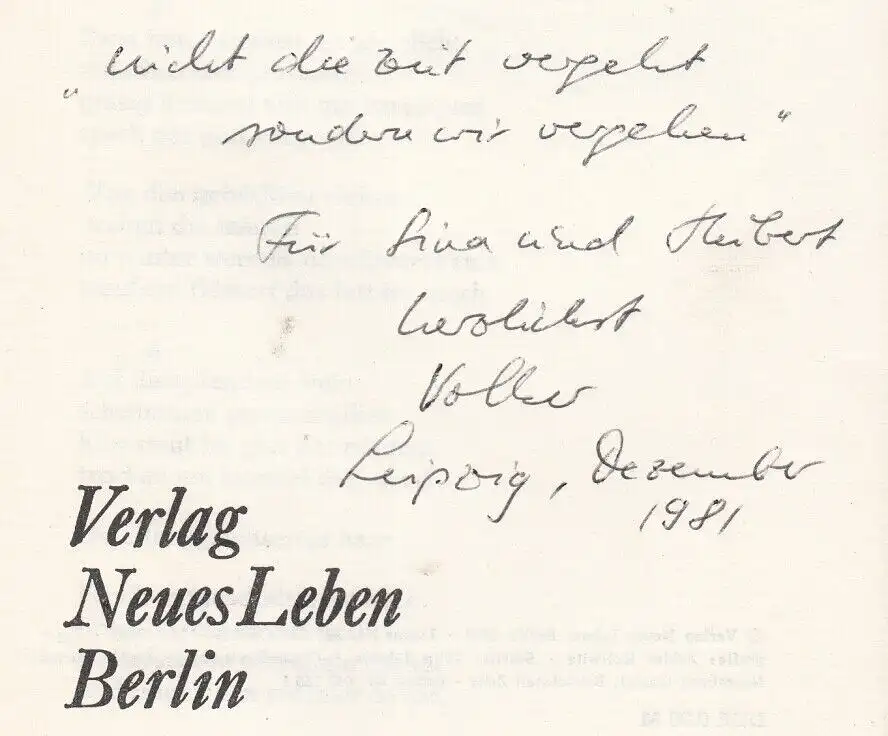 "nicht die zeit vergeht
sondern wir vergehen"
Für Lina und Hubert
herzlichst
Volker
Leipzig, Dezember
1981
Verlag
Neues Leben
Berlin